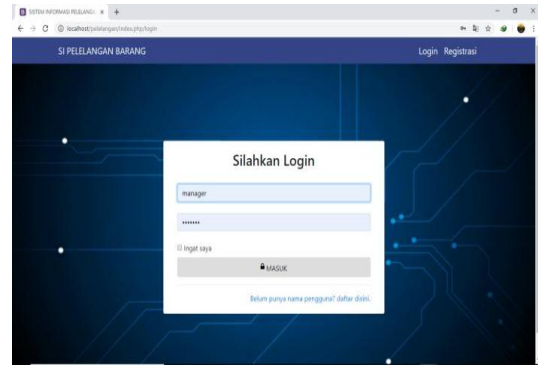 SISTEM INFORMASI PELELANGA
localhost/pelelangan/index.php/login
SI PELELANGAN BARANG
Login Registrasi
Silahkan Login
manager
•••••••
Ingat saya
MASUK
Belum punya nama pengguna? daftar disini.